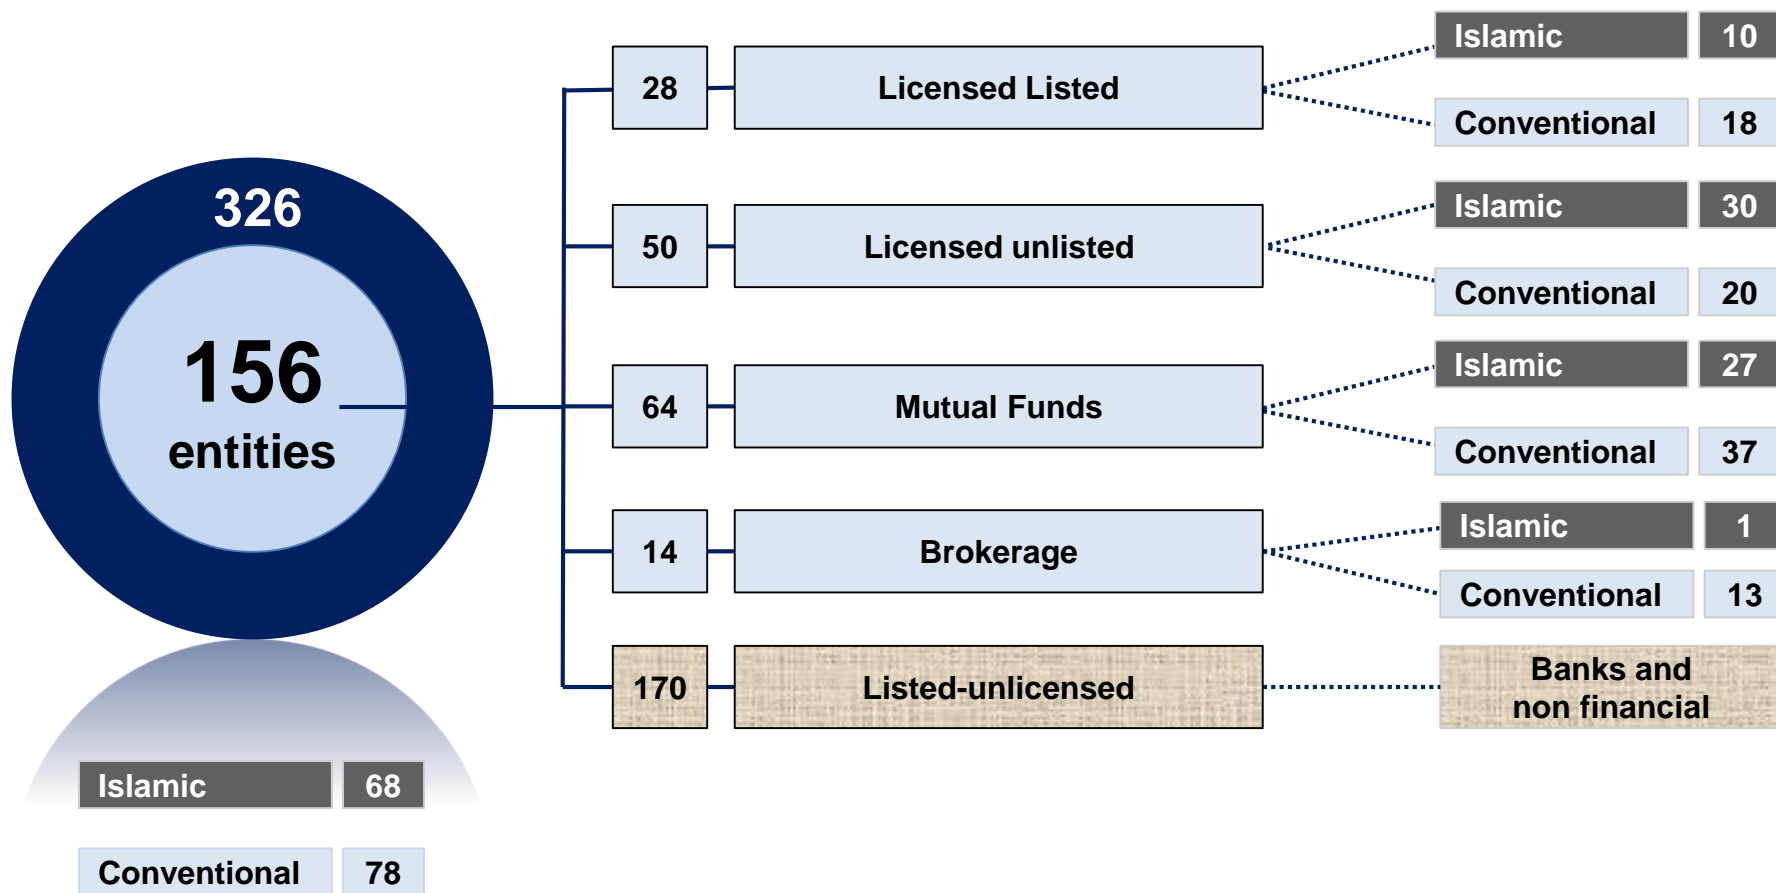 326
156
entities
Islamic 68
Conventional 78
28 Licensed Listed
Islamic 10
Conventional 18
50 Licensed unlisted
Islamic 30
Conventional 20
64 Mutual Funds
Islamic 27
Conventional 37
14 Brokerage
Islamic 1
Conventional 13
170 Listed-unlicensed
Banks and
non financial